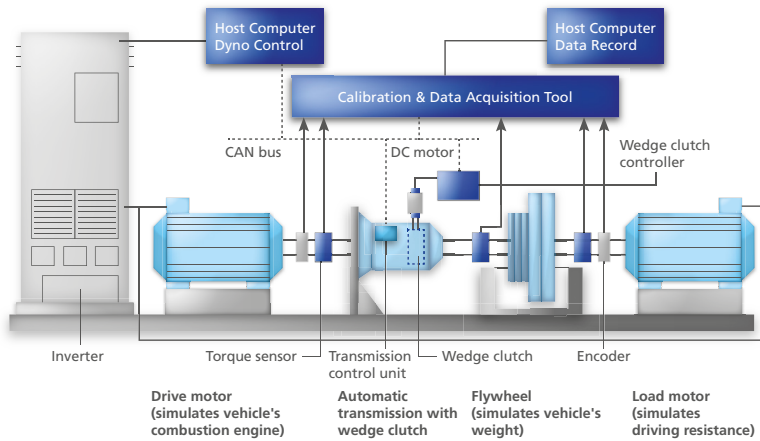 Host Computer
Dyno Control
Host Computer
Data Record
Calibration & Data Acquisition Tool
CAN bus
DC motor
Wedge clutch
controller
Inverter
Torque sensor
Transmission
control unit
Wedge clutch
Encoder
Drive motor
(simulates vehicle's
combustion engine)
Automatic
transmission with
wedge clutch
Flywheel
(simulates vehicle's
weight)
Load motor
(simulates
driving resistance)